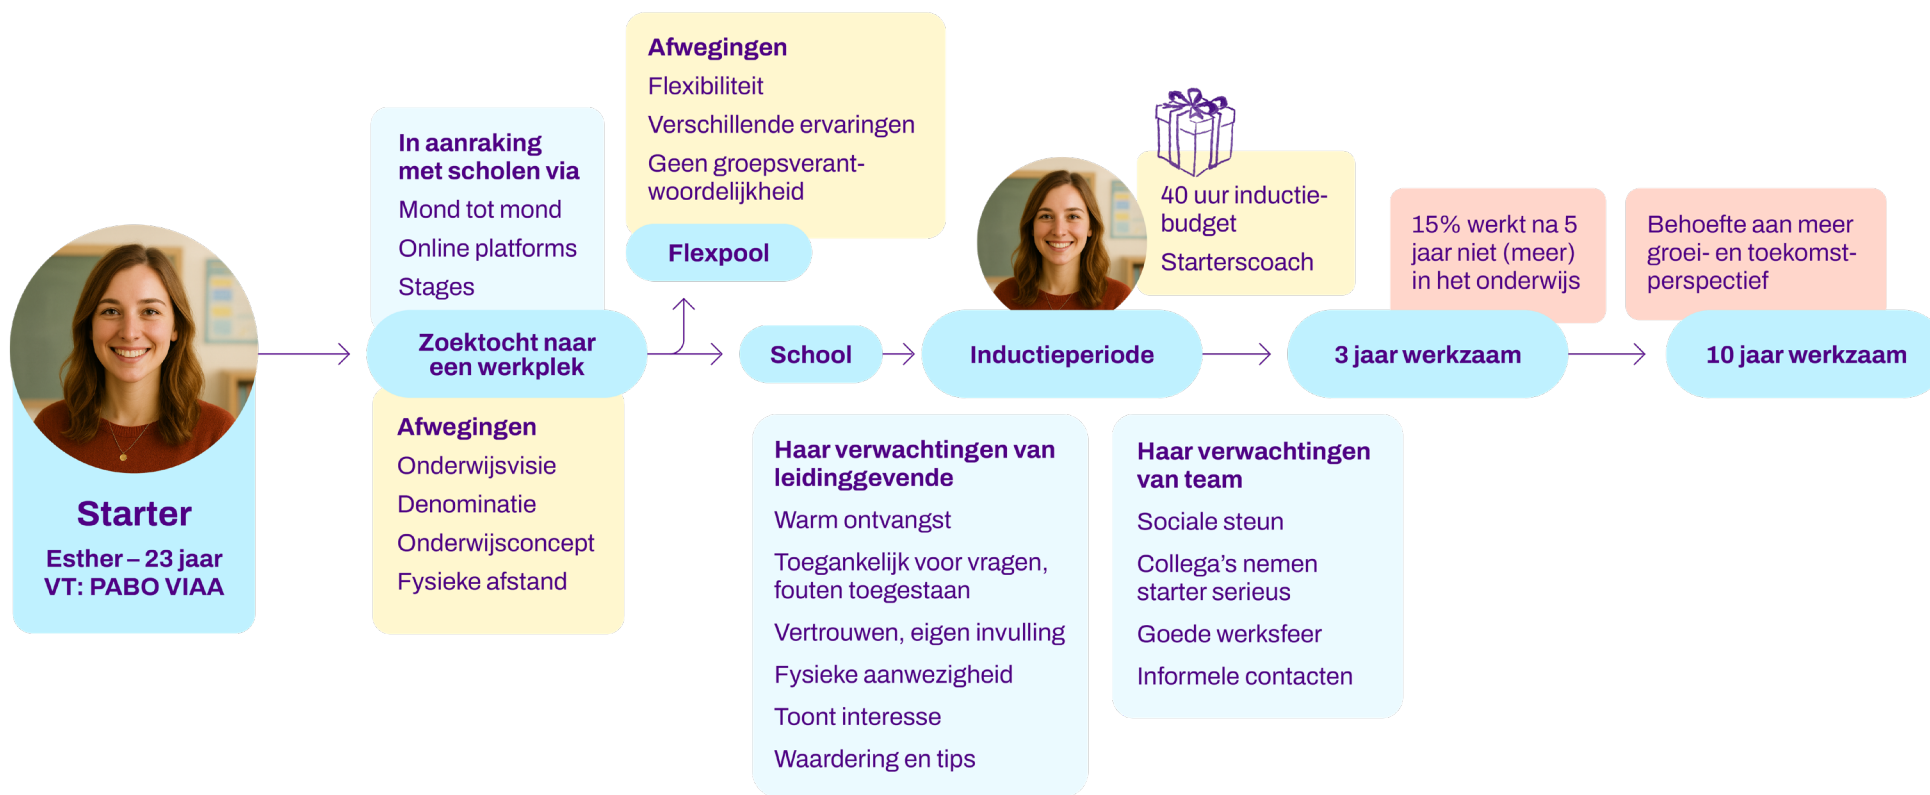 Starter
Esther – 23 jaar
VT: PABO VIAA
In aanraking
met scholen via
Mond tot mond
Online platforms
Stages
Zoektocht naar
een werkplek
Afwegingen
Onderwijsvisie
Denominatie
Onderwijsconcept
Fysieke afstand
Afwegingen
Flexibiliteit
Verschillende ervaringen
Geen groepsverant-
woordelijkheid
Flexpool
School
Inductieperiode
40 uur inductie-
budget
Starterscoach
Haar verwachtingen van
leidinggevende
Warm ontvangst
Toegankelijk voor vragen,
fouten toegestaan
Vertrouwen, eigen invulling
Fysieke aanwezigheid
Toont interesse
Waardering en tips
Haar verwachtingen
van team
Sociale steun
Collega’s nemen
starter serieus
Goede werksfeer
Informele contacten
15% werkt na 5
jaar niet (meer)
in het onderwijs
3 jaar werkzaam
Behoefte aan meer
groei- en toekomst-
perspectief
10 jaar werkzaam